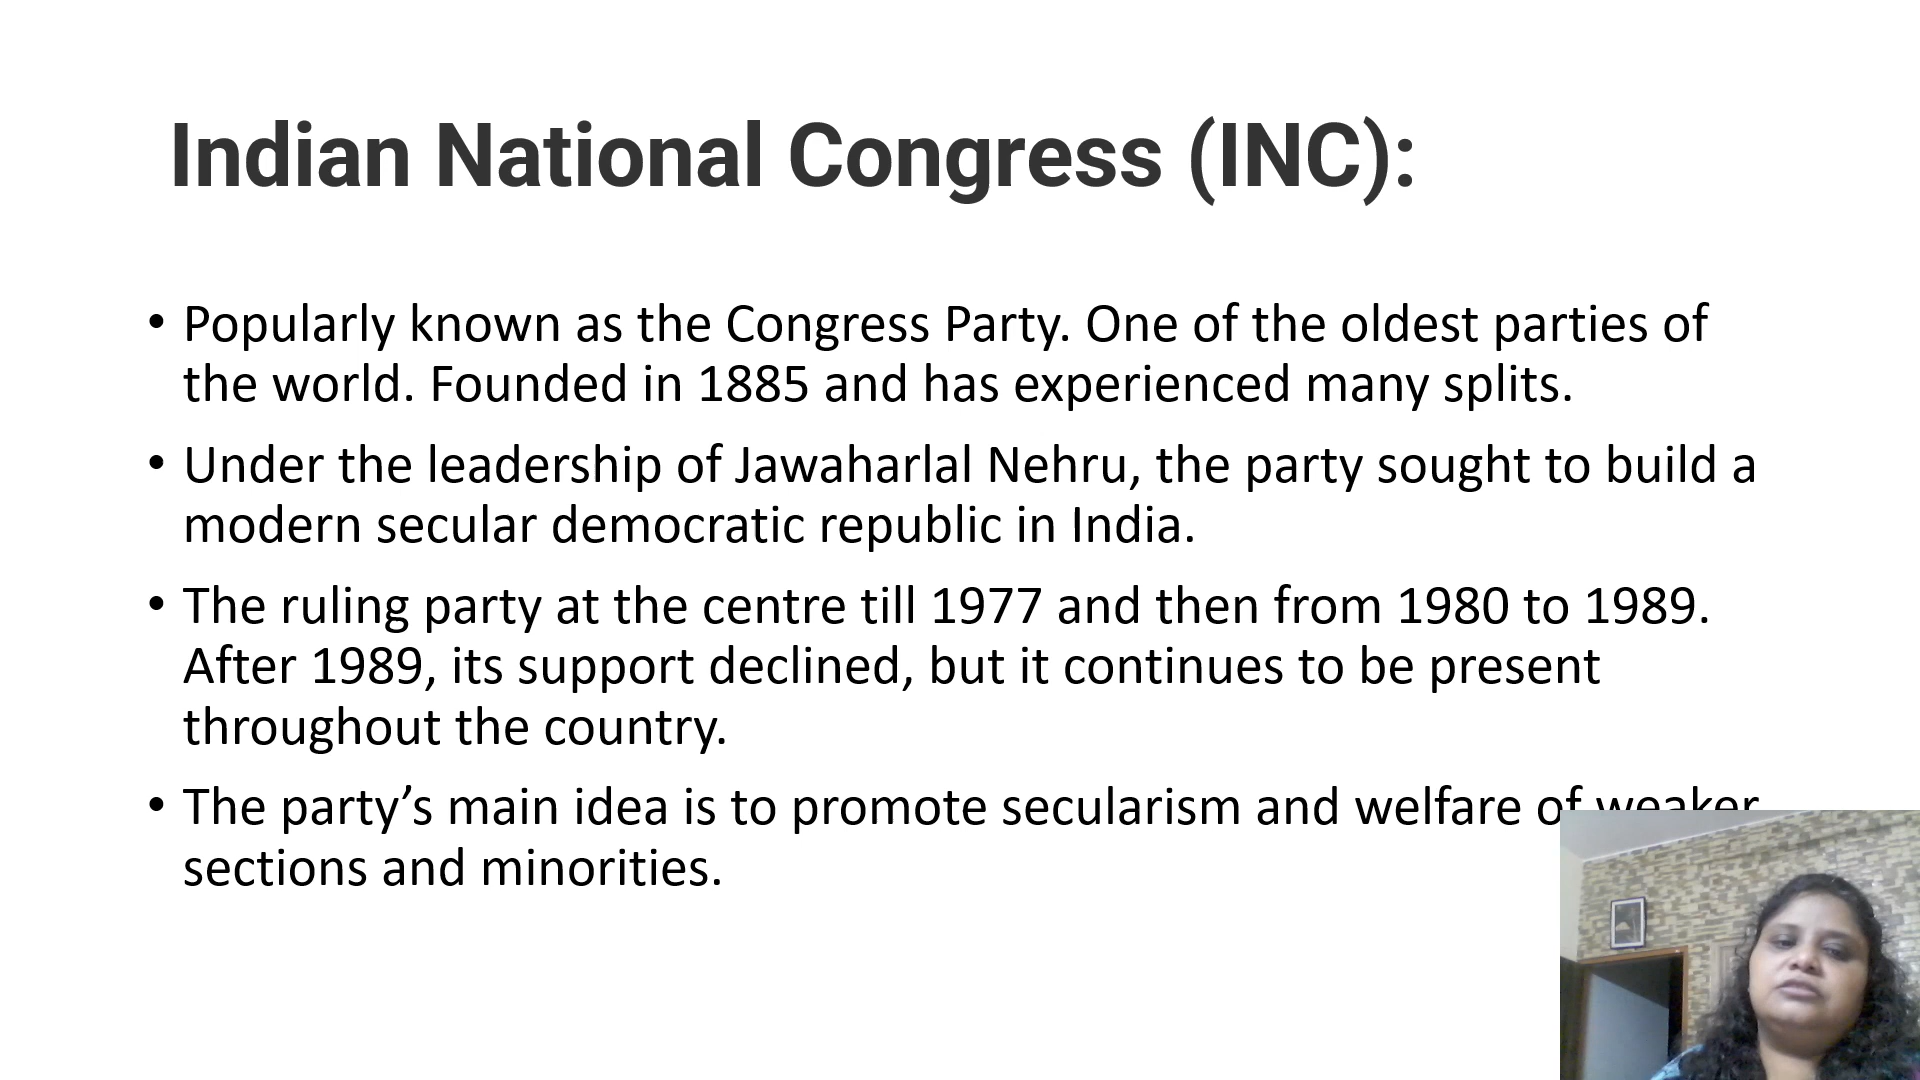 Indian National Congress (INC):
• Popularly known as the Congress Party. One of the oldest parties of
the world. Founded in 1885 and has experienced many splits.
• Under the leadership of Jawaharlal Nehru, the party sought to build a
modern secular democratic republic in India.
• The ruling party at the centre till 1977 and then from 1980 to 1989.
After 1989, its support declined, but it continues to be present
throughout the country.
• The party’s main idea is to promote secularism and welfare of weaker
sections and minorities.